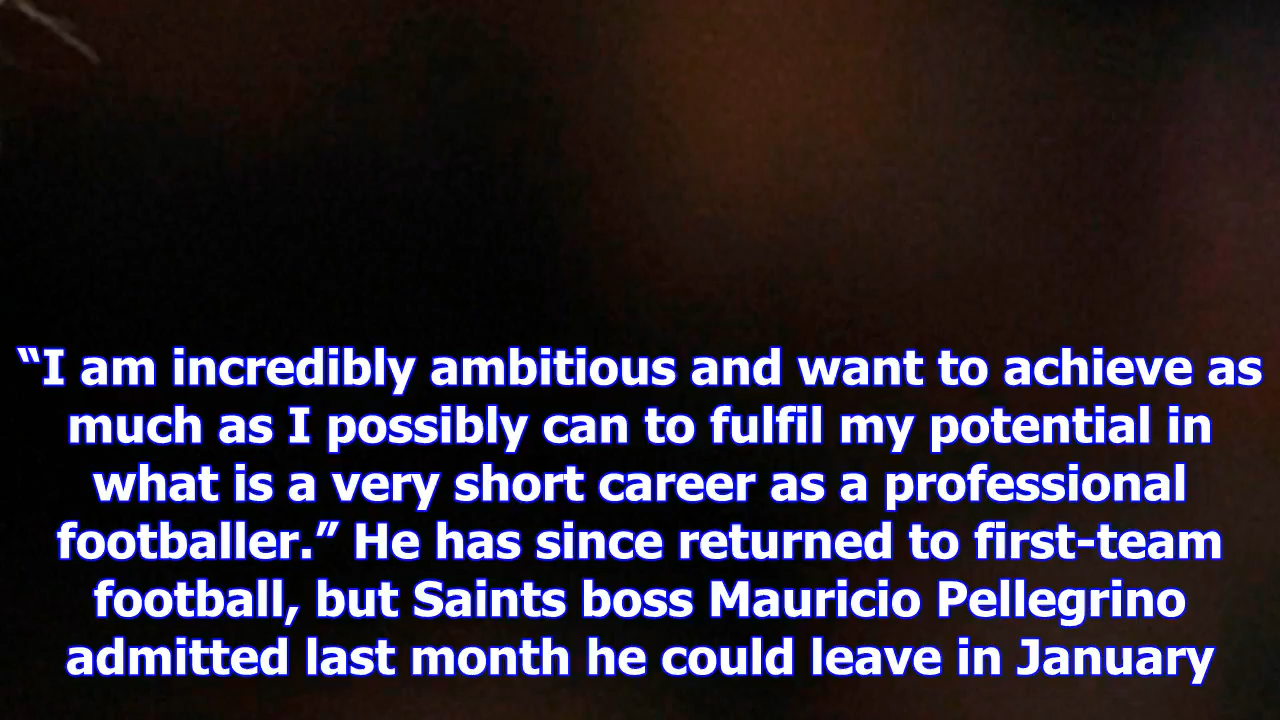 “I am incredibly ambitious and want to achieve as
much as I possibly can to fulfil my potential in
what is a very short career as a professional
footballer.” He has since returned to first-team
football, but Saints boss Mauricio Pellegrino
admitted last month he could leave in January